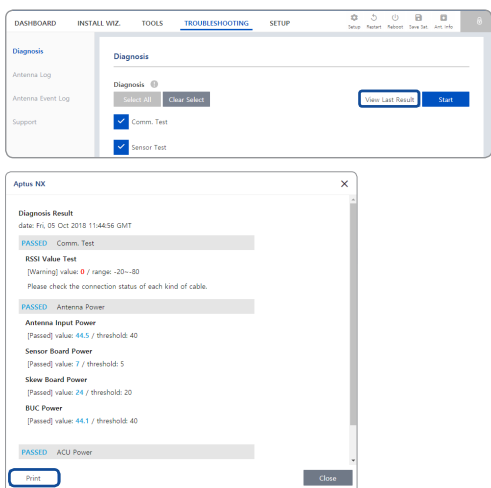 DASHBOARD INSTALL WIZ. TOOLS TROUBLESHOOTING SETUP
Setup Restart Reboot Save Set Ant Info.
Diagnosis
Antenna Log
Antenna Event Log
Support
Diagnosis
Diagnosis
Select All Clear Select View Last Result Start
Comm. Test
Sensor Test
Aptus NX
Diagnosis Result
date: Fri, 05 Oct 2018 11:44:56 GMT
PASSED Comm. Test
RSSI Value Test
[Warning] value: 0 / range: -20~-80
Please check the connection status of each kind of cable.
PASSED Antenna Power
Antenna Input Power
[Passed] value: 44.5 / threshold: 40
Sensor Board Power
[Passed] value: 7 / threshold: 5
Skew Board Power
[Passed] value: 24 / threshold: 20
BUC Power
[Passed] value: 44.1 / threshold: 40
PASSED ACU Power
Print Close